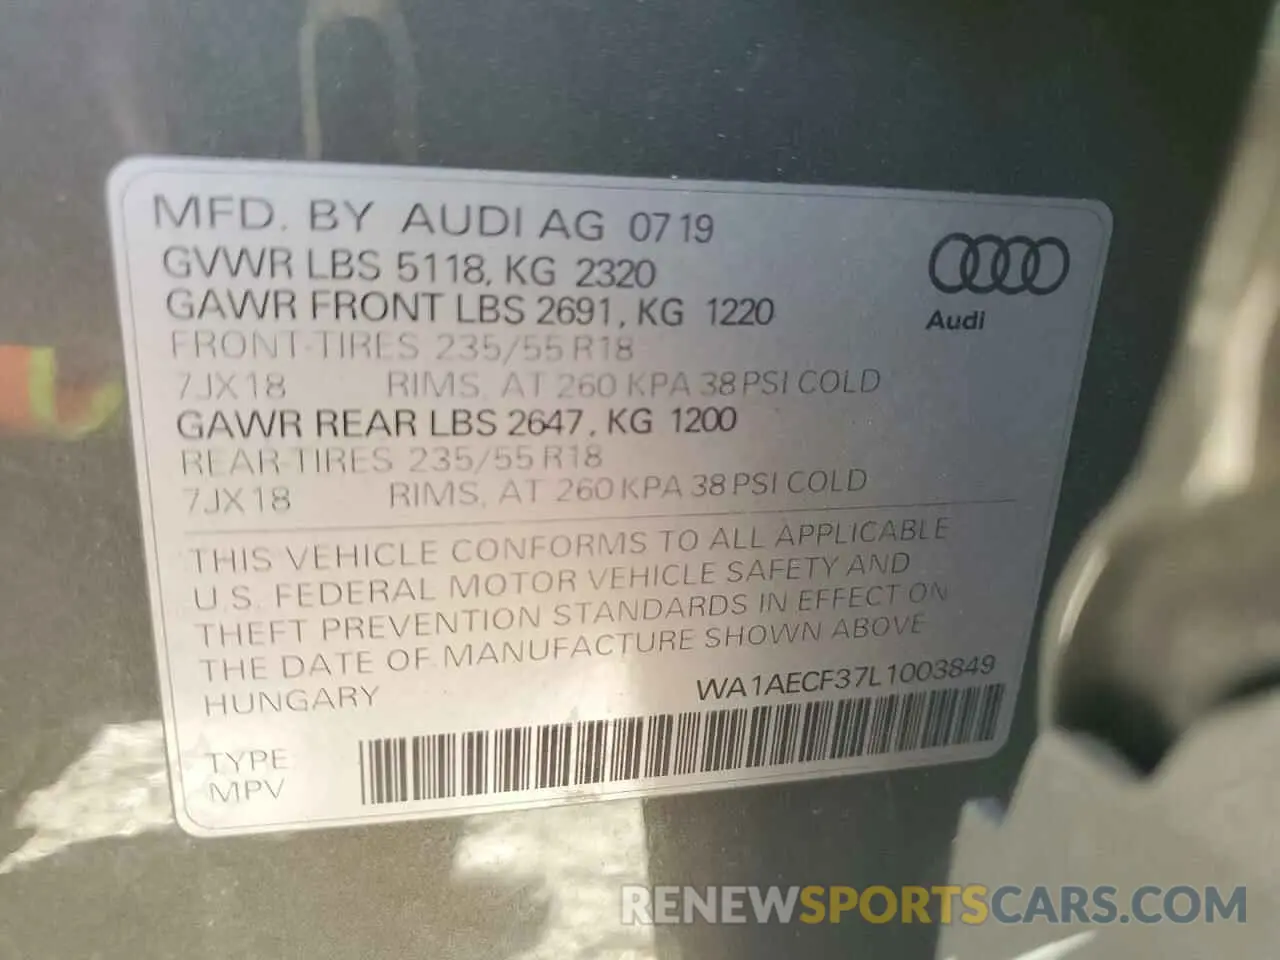 MFD. BY AUDI AG 07 19
GVWR LBS 5118, KG 2320
GAWR FRONT LBS 2691, KG 1220
FRONT-TIRES 235/55 R18
7JX18 RIMS, AT 260 KPA 38 PSI COLD
GAWR REAR LBS 2647, KG 1200
REAR-TIRES 235/55 R18
7JX18 RIMS, AT 260 KPA 38 PSI COLD
Audi
THIS VEHICLE CONFORMS TO ALL APPLICABLE
U.S. FEDERAL MOTOR VEHICLE SAFETY AND
THEFT PREVENTION STANDARDS IN EFFECT ON
THE DATE OF MANUFACTURE SHOWN ABOVE
HUNGARY WA1AECF37L1003849
TYPE
MPV
RENEWSPORTSCARS.COM